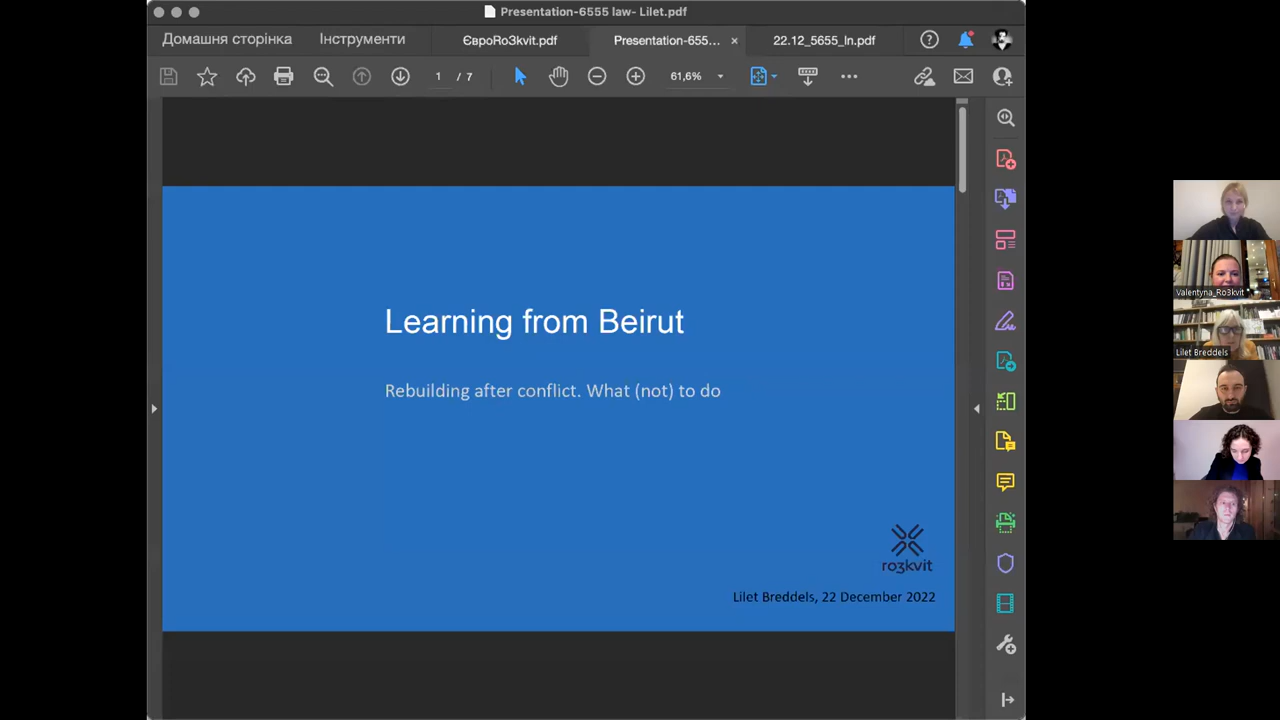 Presentation-6555 law- Lilet.pdf
Домашня сторінка
Інструменти
ЄвроRo3kvit.pdf
Presentation-655...
22.12_5655_In.pdf
1 / 7
61,6%
Learning from Beirut
Rebuilding after conflict. What (not) to do
ro3kvit
Lilet Breddels, 22 December 2022
Valentyna_Ro3kvit
Lilet Breddels